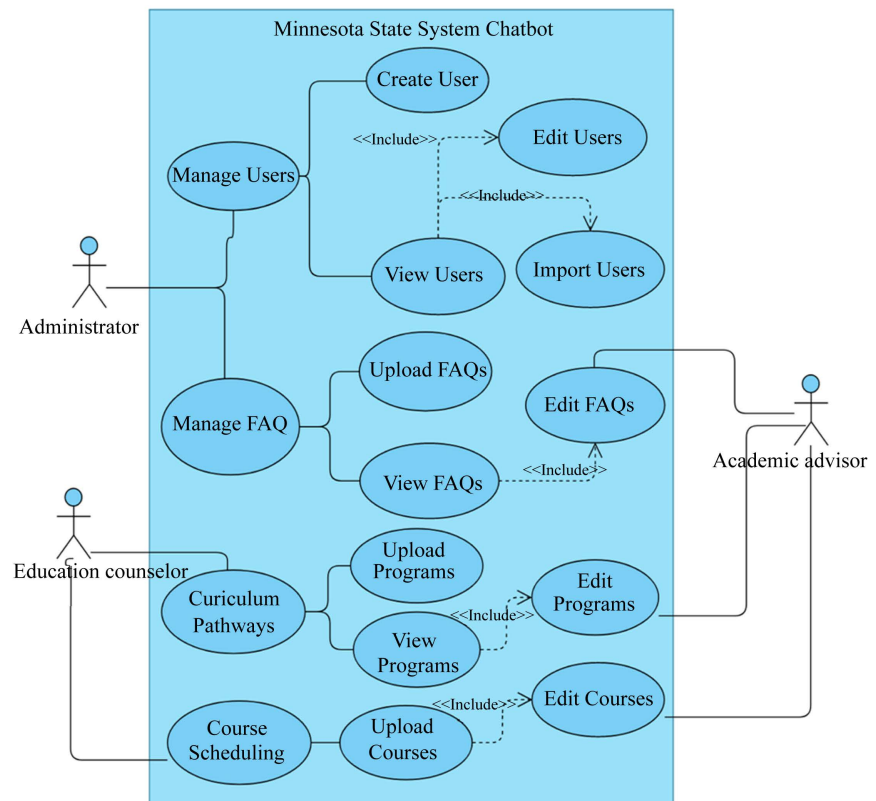 Minnesota State System Chatbot
Create User
<<Include>>
Edit Users
Manage Users
<<Include>>
View Users
Import Users
Administrator
Upload FAQs
Edit FAQs
Manage FAQ
Academic advisor
View FAQs
<<Include>>
Upload
Programs
Education counselor
Curiculum
Pathways
Edit
Programs
<<Include>>
View
Programs
Edit Courses
<<Include>>
Course
Scheduling
Upload
Courses